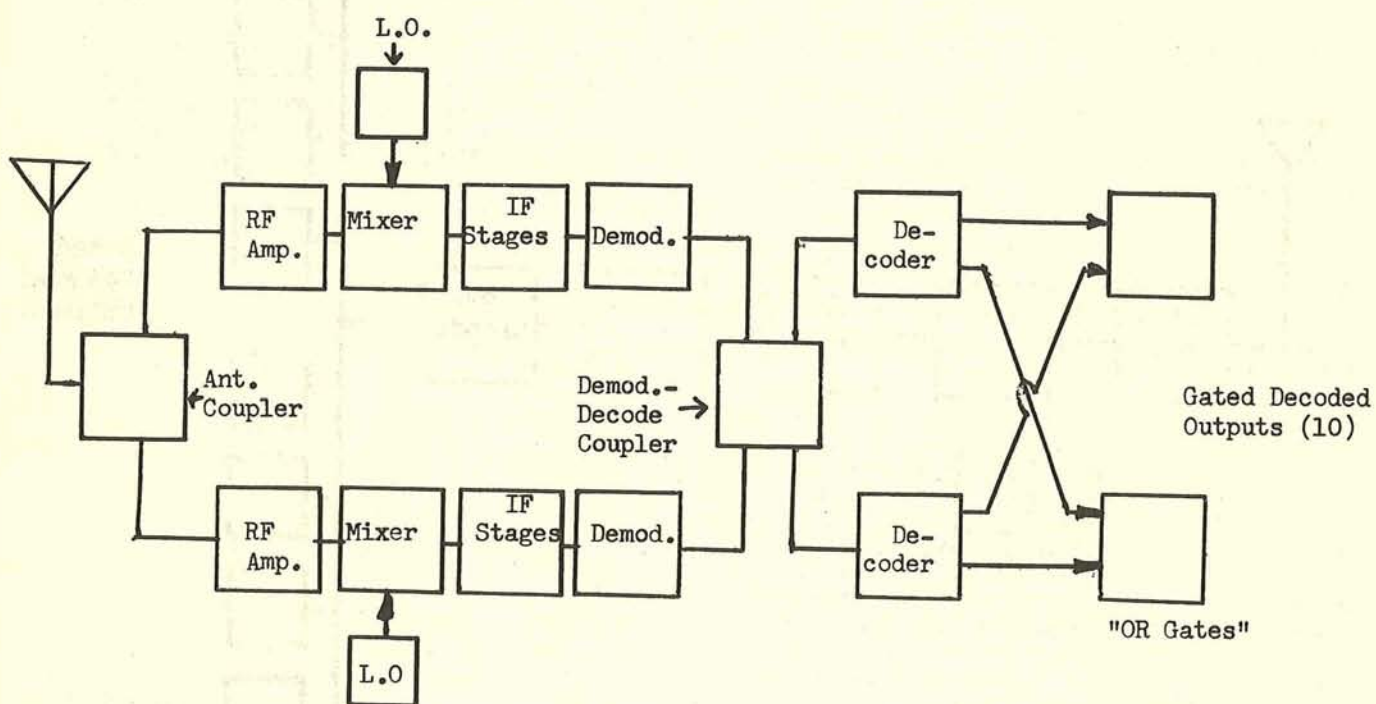 L.O.
RF
Amp.
Mixer
IF
Stages
Demod.
De-
coder
Ant.
Coupler
Demod.-
Decode
Coupler
Gated Decoded
Outputs (10)
RF
Amp.
Mixer
IF
Stages
Demod.
De-
coder
"OR Gates"
L.O